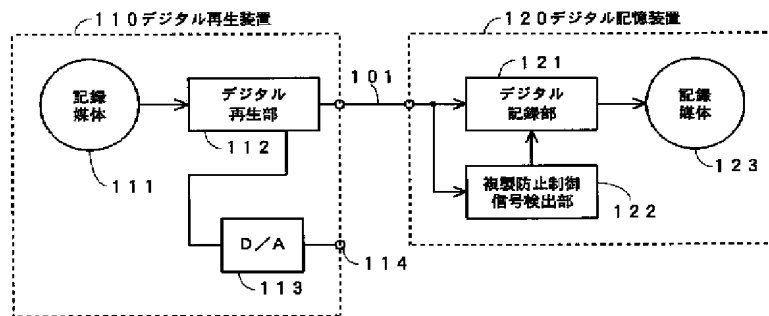 110デジタル再生装置
120デジタル記憶装置
記録
媒体
111
デジタル
再生部
112
D/A
113
114
101
121
デジタル
記録部
複製防止制御
信号検出部
122
記録
媒体
123